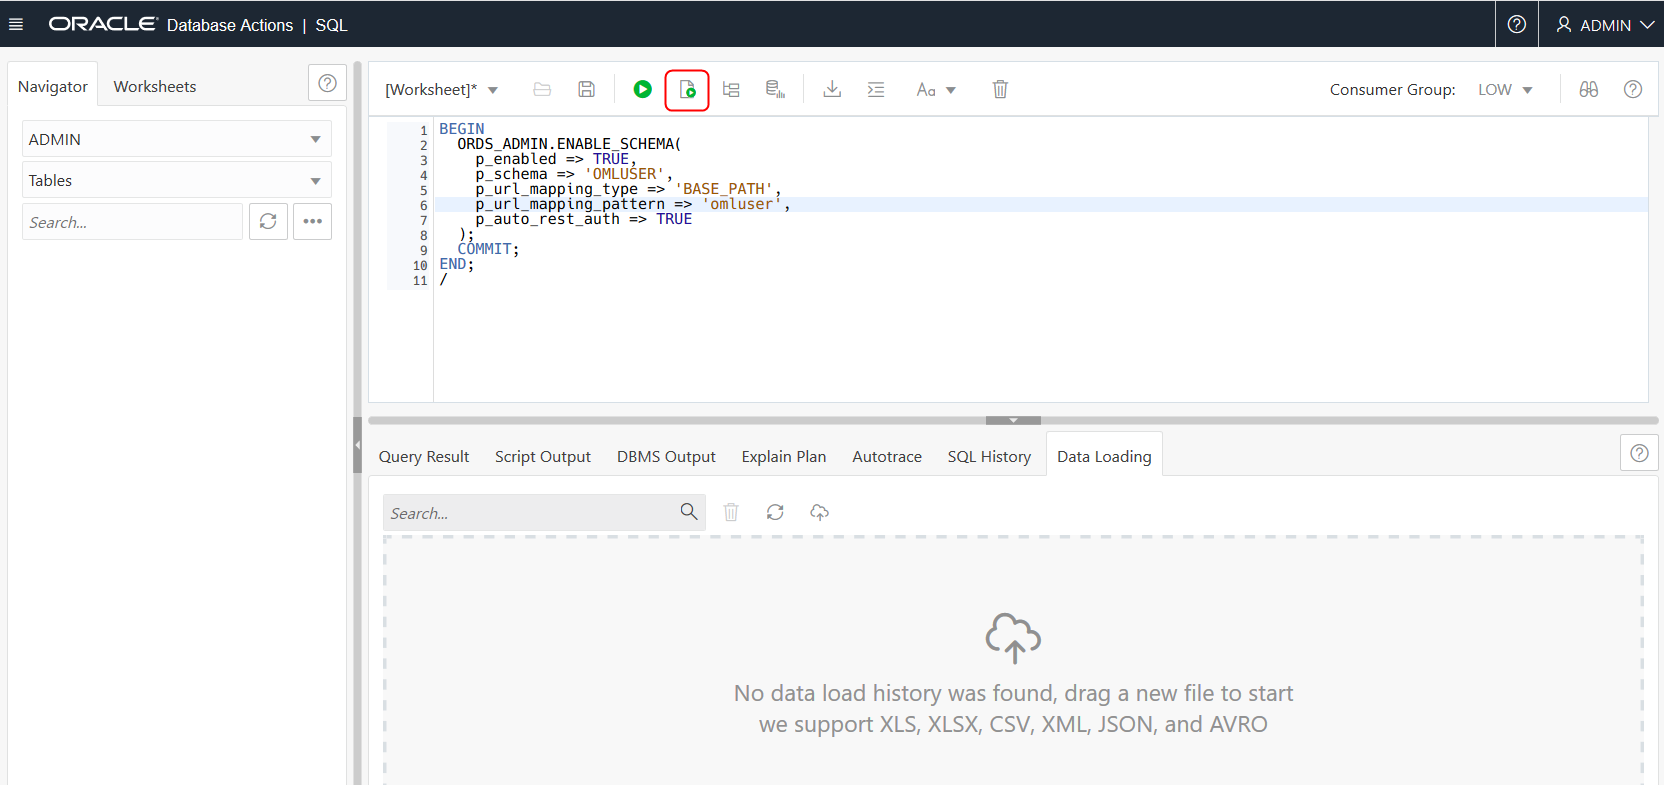 ORACLE Database Actions | SQL
ADMIN
Navigator
Worksheets
ADMIN
Tables
Search...
[Worksheet]*
Aa
Consumer Group: LOW
1 BEGIN
2 ORDS_ADMIN.ENABLE_SCHEMA(
3 p_enabled => TRUE,
4 p_schema => 'OMLUSER',
5 p_url_mapping_type => 'BASE_PATH',
6 p_url_mapping_pattern => 'omluser',
7 p_auto_rest_auth => TRUE
8 );
9 COMMIT;
10 END;
11 /
Query Result
Script Output
DBMS Output
Explain Plan
Autotrace
SQL History
Data Loading
Search...
No data load history was found, drag a new file to start
we support XLS, XLSX, CSV, XML, JSON, and AVRO